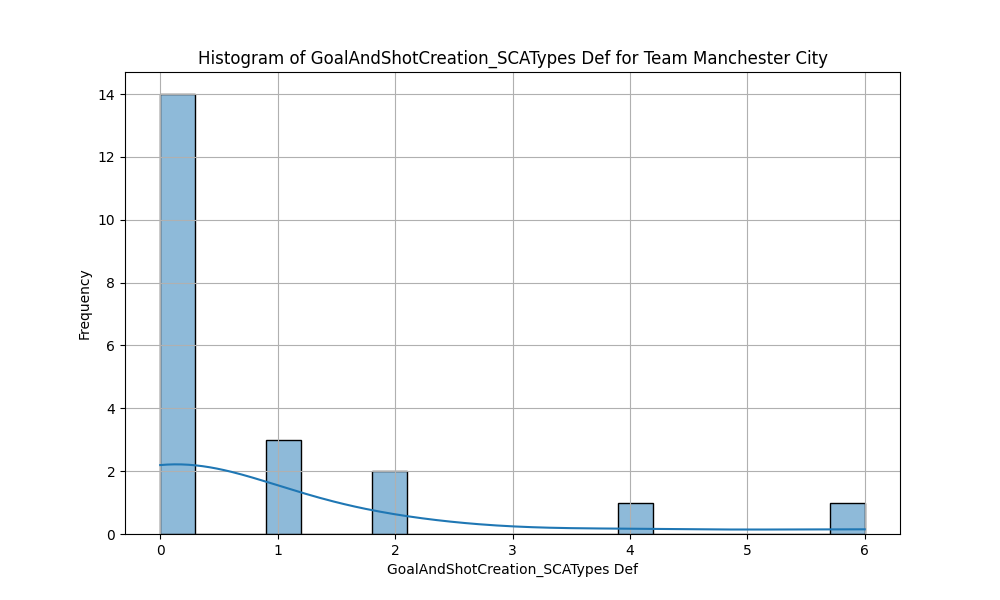 Histogram of GoalAndShotCreation_SCATypes Def for Team Manchester City
14
12
10
8
6
4
2
0
Frequency
0 1 2 3 4 5 6
GoalAndShotCreation_SCATypes Def